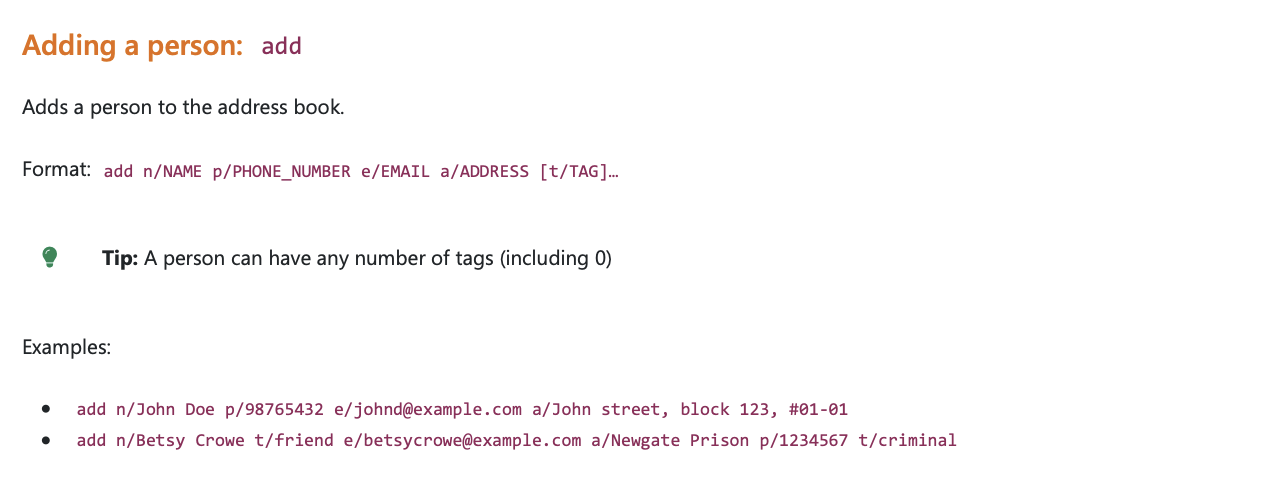 Adding a person: add
Adds a person to the address book.
Format: add n/NAME p/PHONE_NUMBER e/EMAIL a/ADDRESS [t/TAG]…
Tip: A person can have any number of tags (including 0)
Examples:
• add n/John Doe p/98765432 e/johnd@example.com a/John street, block 123, #01-01
• add n/Betsy Crowe t/friend e/betsycrowe@example.com a/Newgate Prison p/1234567 t/criminal